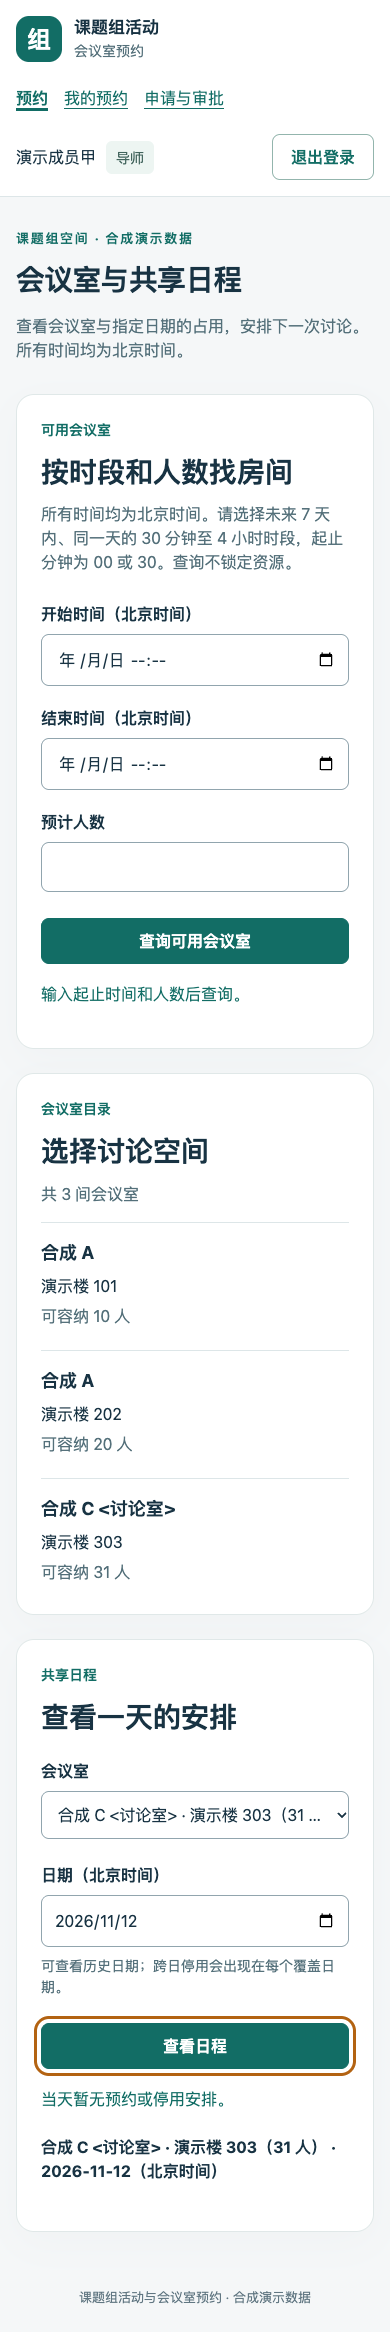 组
课题组活动
会议室预约
预约 我的预约 申请与审批
演示成员甲 导师 退出登录
课题组空间 · 合成演示数据
会议室与共享日程
查看会议室与指定日期的占用，安排下一次讨论。
所有时间均为北京时间。
可用会议室
按时段和人数找房间
所有时间均为北京时间。请选择未来 7 天
内、同一天的 30 分钟至 4 小时时段，起止
分钟为 00 或 30。查询不锁定资源。
开始时间（北京时间）
年 /月/日 --:--
结束时间（北京时间）
年 /月/日 --:--
预计人数
查询可用会议室
输入起止时间和人数后查询。
会议室目录
选择讨论空间
共 3 间会议室
合成 A
演示楼 101
可容纳 10 人
合成 A
演示楼 202
可容纳 20 人
合成 C <讨论室>
演示楼 303
可容纳 31 人
共享日程
查看一天的安排
会议室
合成 C <讨论室> · 演示楼 303（31 ...
日期（北京时间）
2026/11/12
可查看历史日期；跨日停用会出现在每个覆盖日
期。
查看日程
当天暂无预约或停用安排。
合成 C <讨论室> · 演示楼 303（31 人） ·
2026-11-12（北京时间）
课题组活动与会议室预约 · 合成演示数据